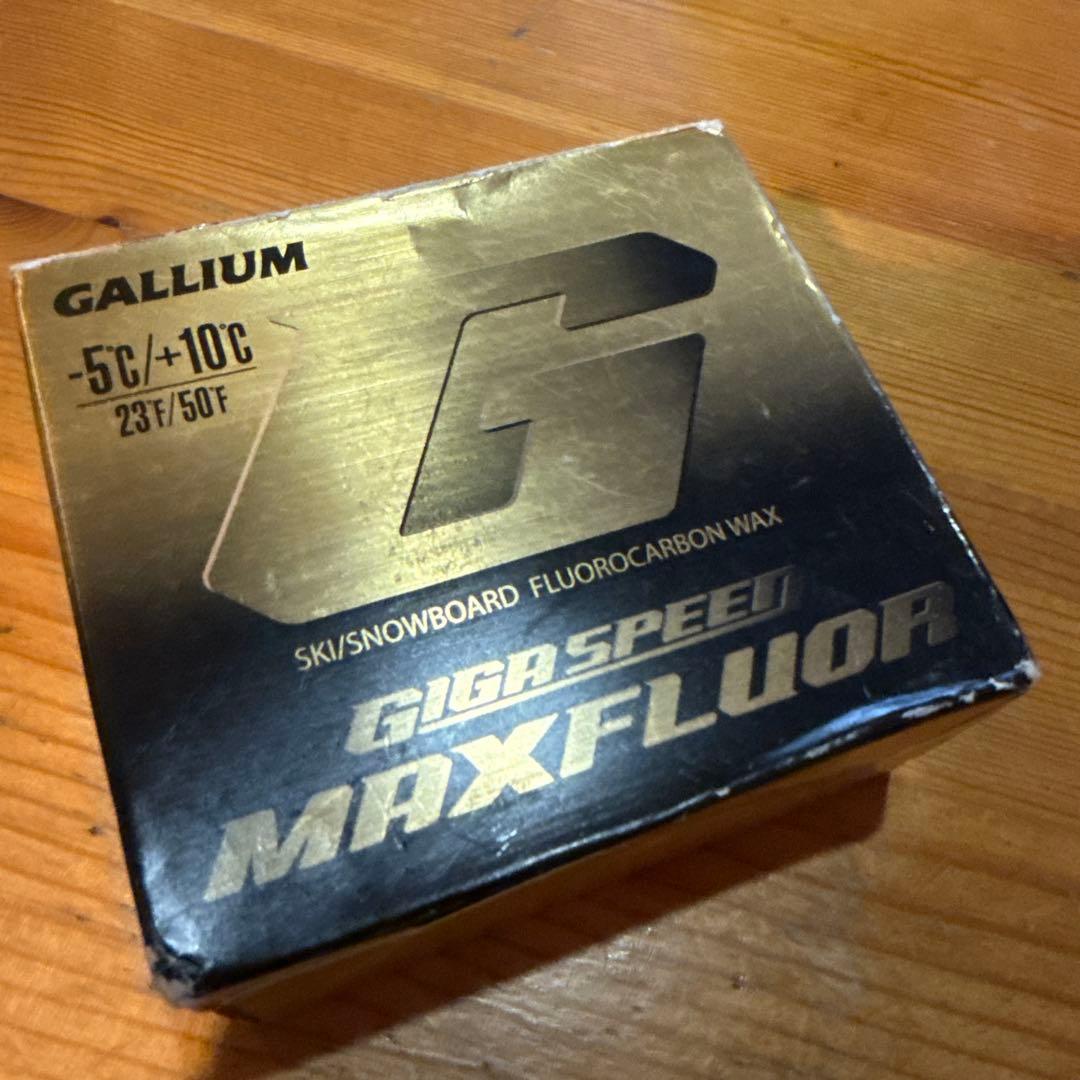 GALLIUM
-5℃/+10℃
23°F/50°F
G
SKI/SNOWBOARD FLUOROCARBON WAX
GIGA SPEED
MAXFLUOR